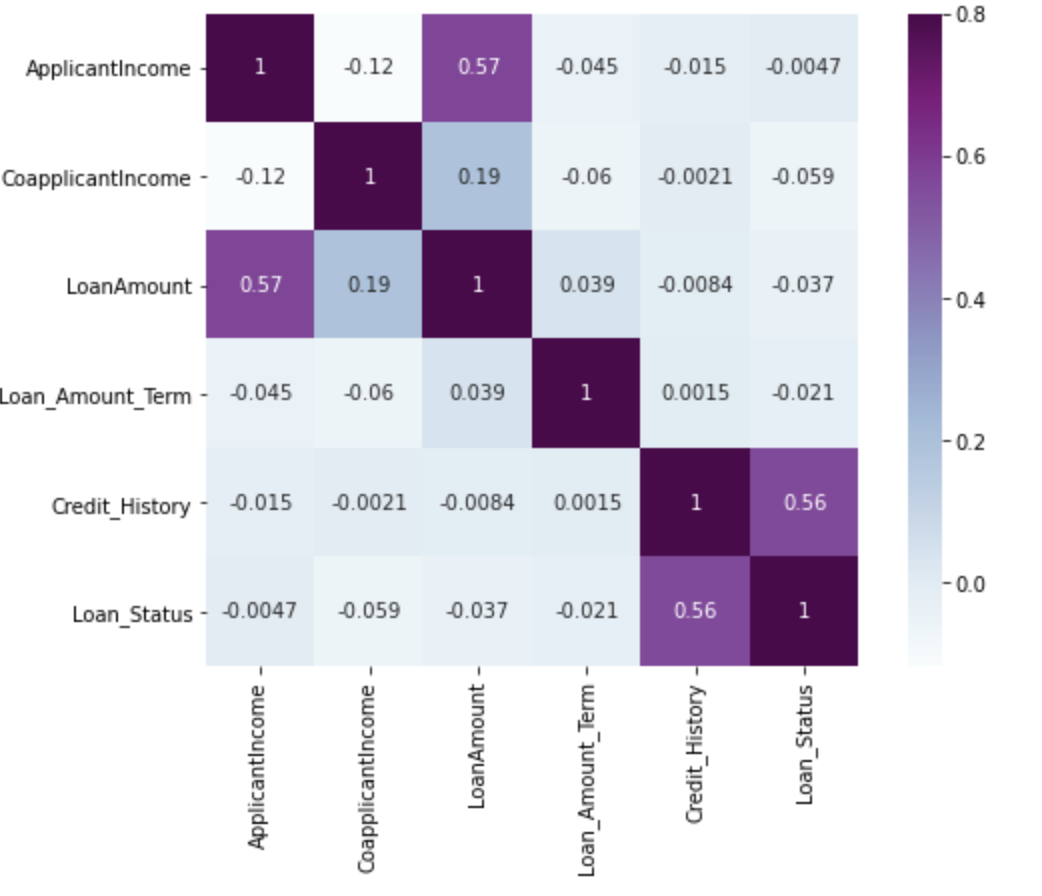 ApplicantIncome 1 -0.12 0.57 -0.045 -0.015 -0.0047
CoapplicantIncome -0.12 1 0.19 -0.06 -0.0021 -0.059
LoanAmount 0.57 0.19 1 0.039 -0.0084 -0.037
Loan_Amount_Term -0.045 -0.06 0.039 1 0.0015 -0.021
Credit_History -0.015 -0.0021 -0.0084 0.0015 1 0.56
Loan_Status -0.0047 -0.059 -0.037 -0.021 0.56 1
ApplicantIncome
CoapplicantIncome
LoanAmount
Loan_Amount_Term
Credit_History
Loan_Status
0.8
0.6
0.4
0.2
0.0